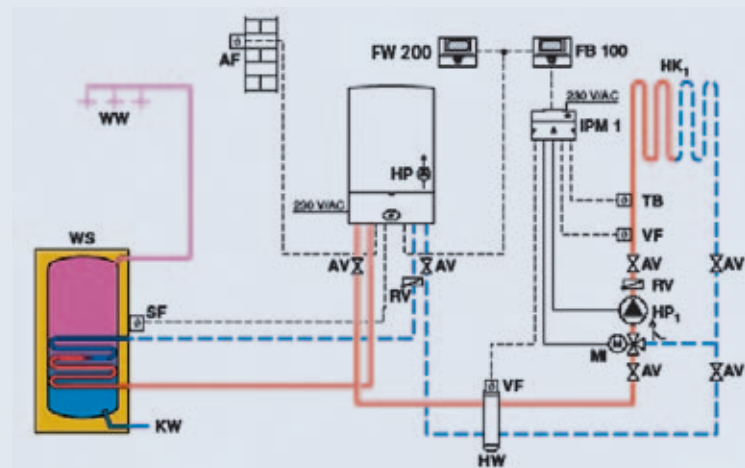 AF
FW 200
FB 100
HK1
230 V/AC
WW
IPM 1
HP
TB
230 V/AC
WS
VF
AV
AV
AV
AV
RV
RV
SF
HP1
MI
AV
AV
VF
KW
HW